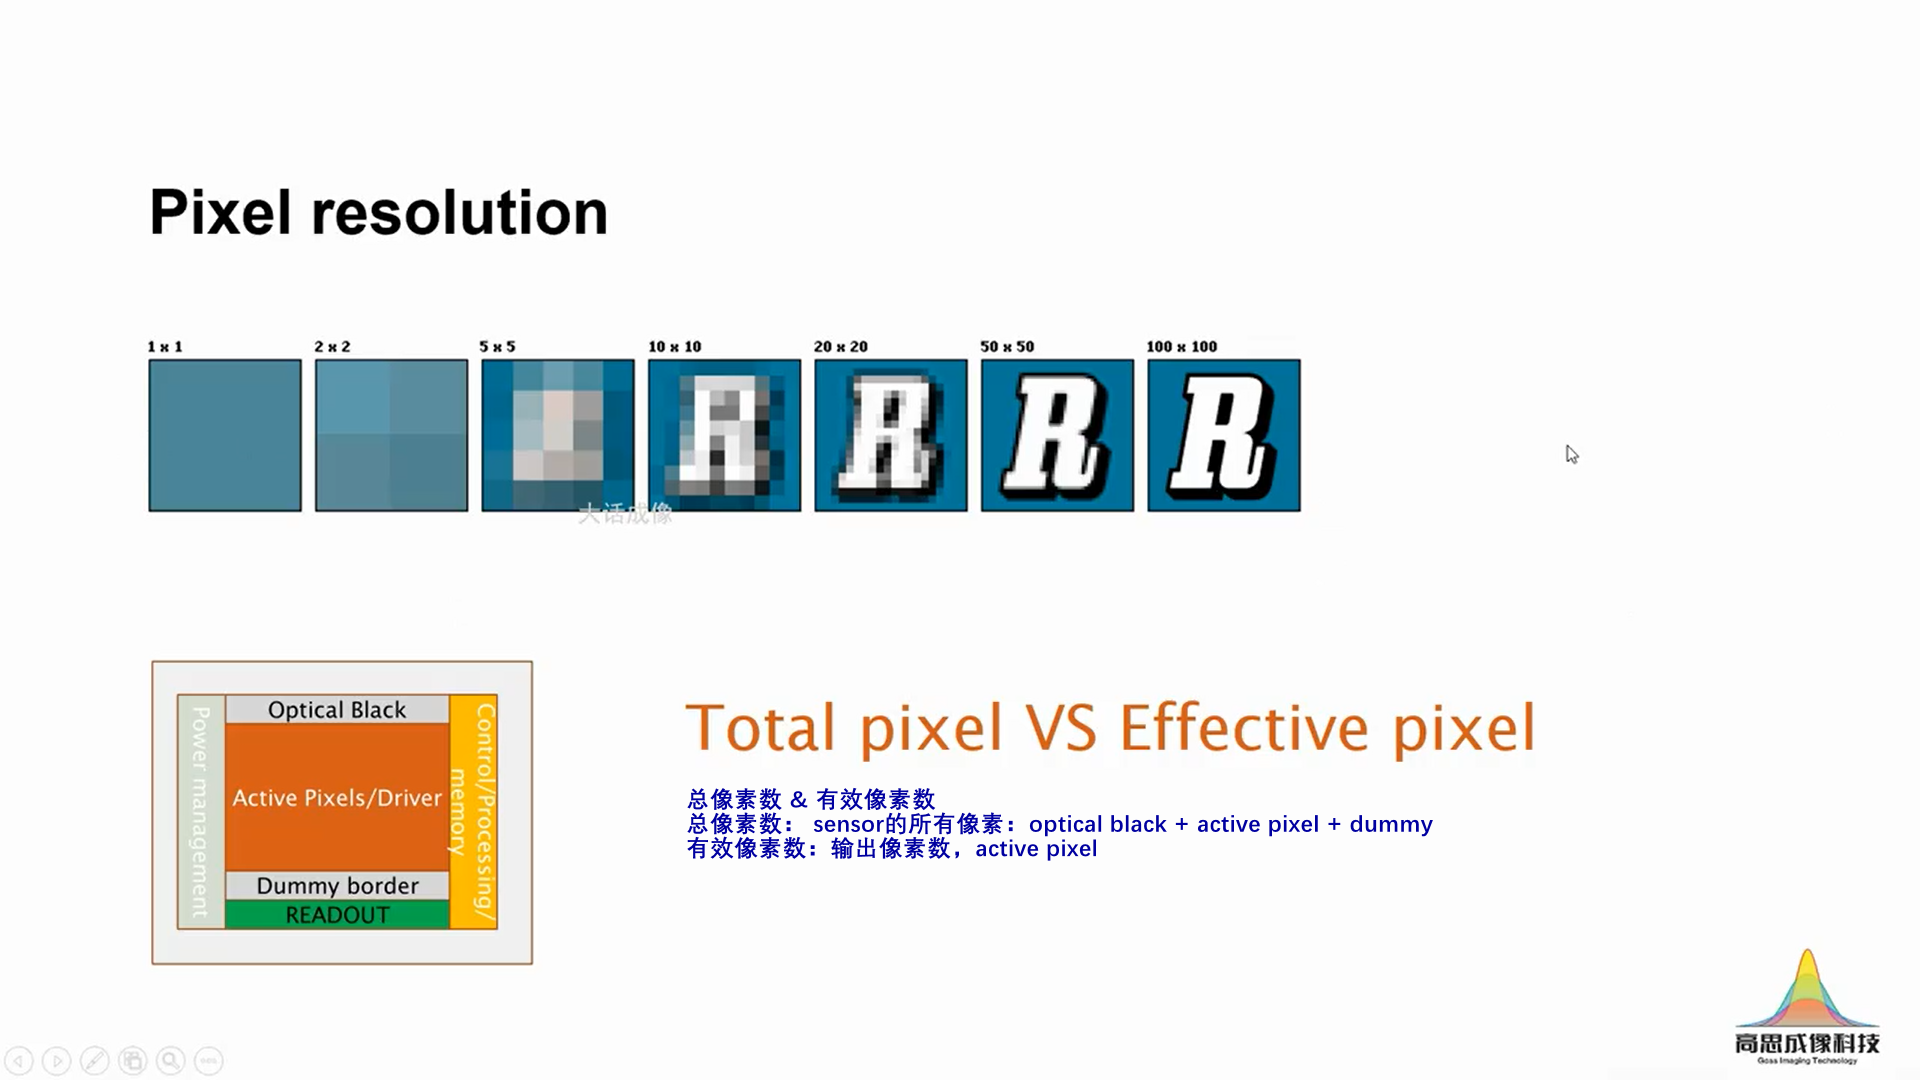 Pixel resolution
1 x 1
2 x 2
5 x 5
10 x 10
20 x 20
50 x 50
100 x 100
大话成像
Power management
Optical Black
Active Pixels/Driver
Dummy border
READOUT
Control/Processing/
memory
Total pixel VS Effective pixel
总像素数 & 有效像素数
总像素数： sensor的所有像素：optical black + active pixel + dummy
有效像素数：输出像素数，active pixel
高思成像科技
Goss Imaging Technology